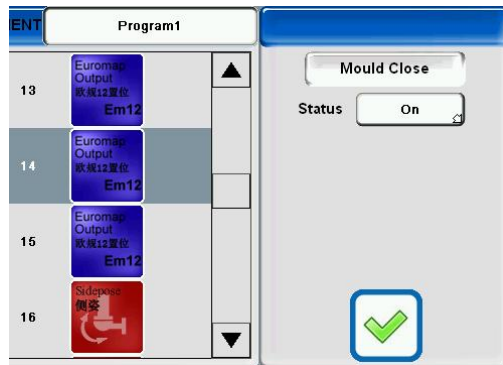 ENT
Program1
13
Euromap
Output
欧规12置位
Em12
14
Euromap
Output
欧规12置位
Em12
15
Euromap
Output
欧规12置位
Em12
16
Sidepose
侧姿
Mould Close
Status
On